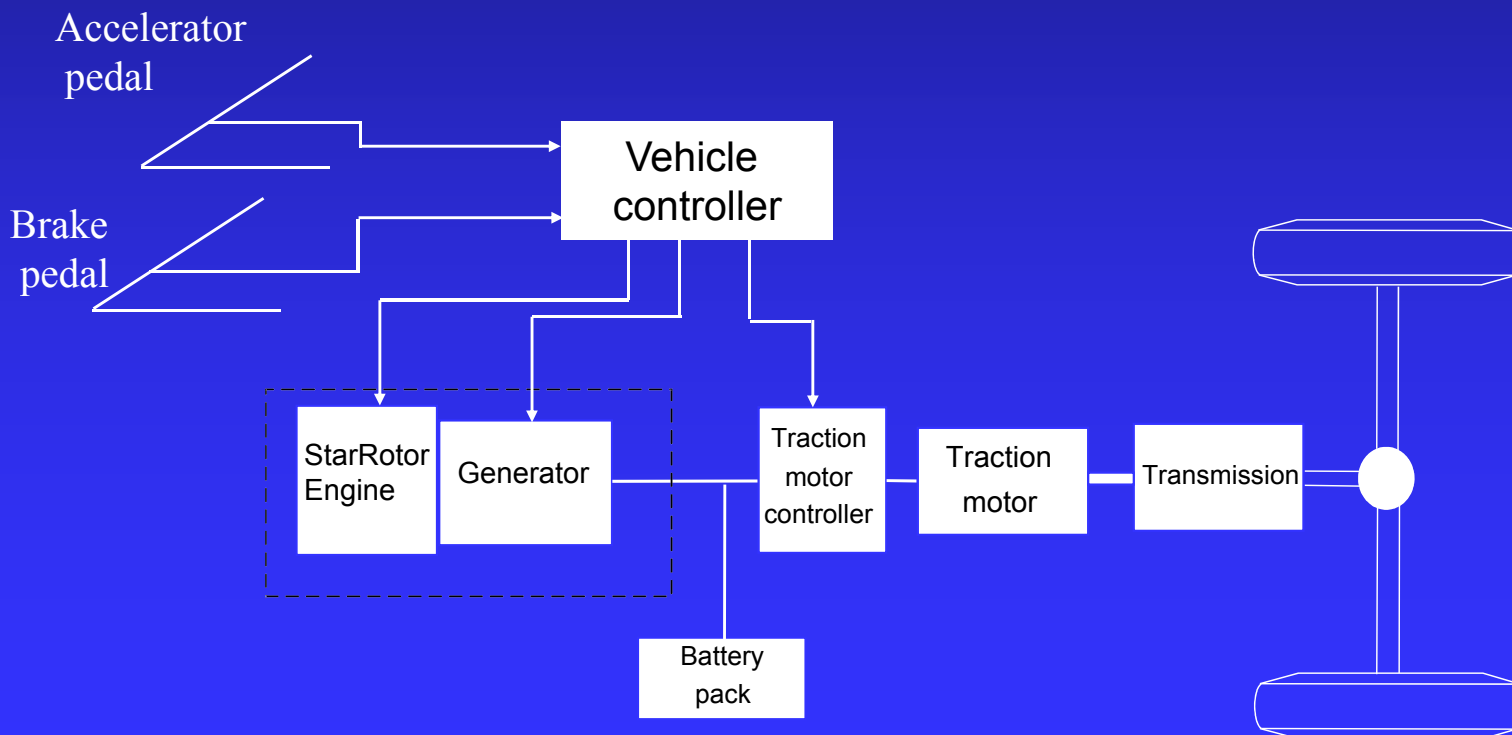 Accelerator
pedal
Vehicle
controller
Brake
pedal
StarRotor
Engine
Generator
Traction
motor
controller
Traction
motor
Transmission
Battery
pack